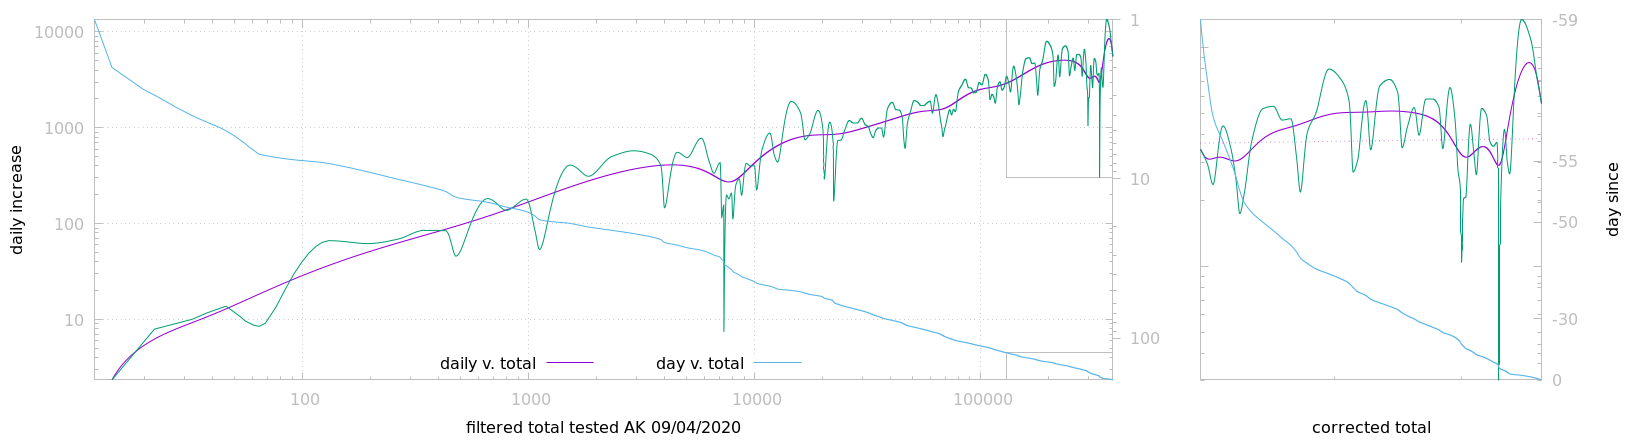 10000
1000
100
10
daily increase
100
1000
10000
100000
filtered total tested AK 09/04/2020
daily v. total
day v. total
1
10
100
-59
-55
-50
-30
0
day since
corrected total